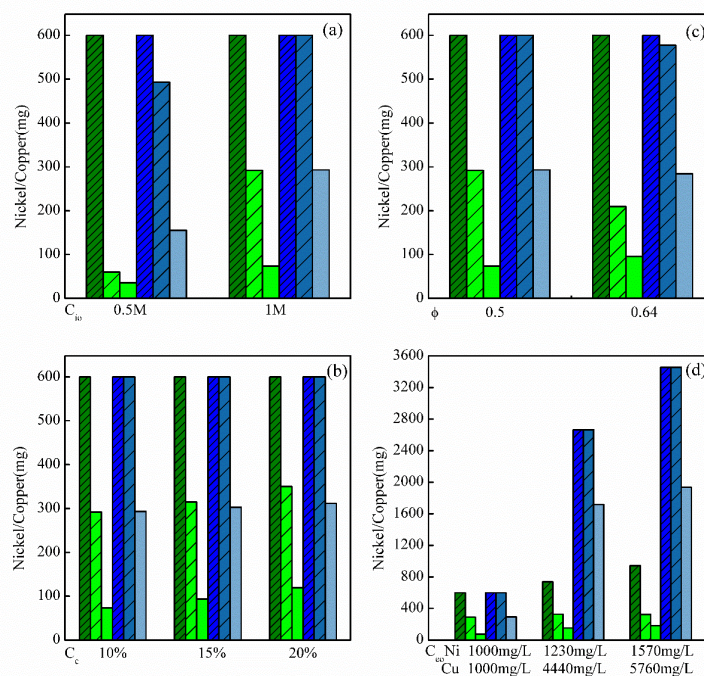 (a)
Nickel/Copper(mg)
600
500
400
300
200
100
0
C_io 0.5M 1M
(c)
Nickel/Copper(mg)
600
500
400
300
200
100
0
ϕ 0.5 0.64
(b)
Nickel/Copper(mg)
600
500
400
300
200
100
0
C_c 10% 15% 20%
(d)
Nickel/Copper(mg)
3600
3200
2800
2400
2000
1600
1200
800
400
0
C_eo Ni 1000mg/L 1230mg/L 1570mg/L
Cu 1000mg/L 4440mg/L 5760mg/L